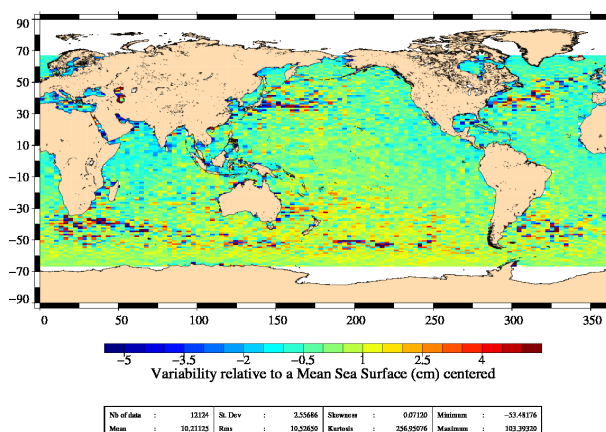 90
70
50
30
10
−10
−30
−50
−70
−90
0 50 100 150 200 250 300 350
−5 −3.5 −2 −0.5 1 2.5 4
Variability relative to a Mean Sea Surface (cm) centered
Nb of data : 12124 St. Dev : 2.55686 Skewness : 0.07120 Minimum : −53.48176
Mean : 10.21125 Rms : 10.52650 Kurtosis : 256.95076 Maximum : 103.39320